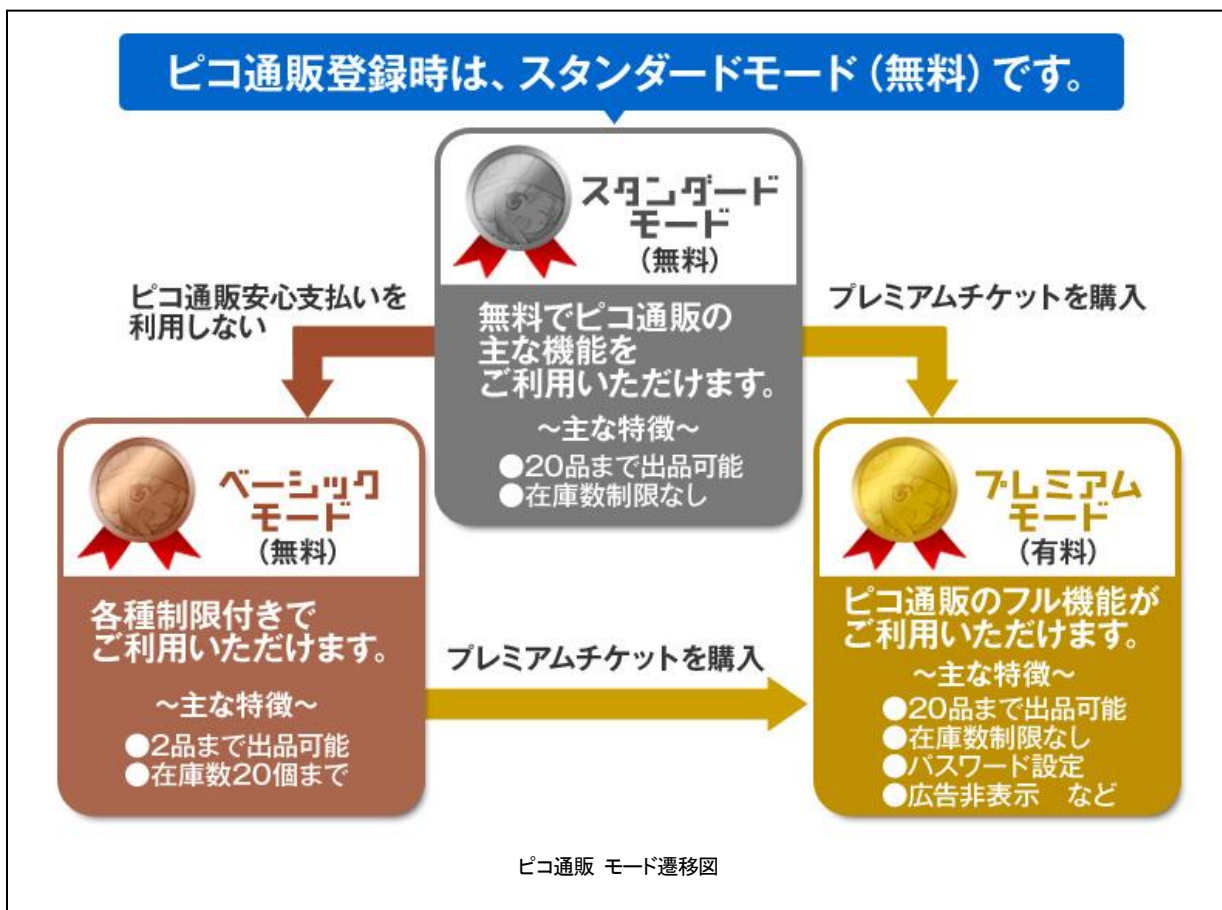 ピコ通販登録時は、スタンダードモード(無料)です。
スタンダード
モード
(無料)
無料でピコ通販の
主な機能を
ご利用いただけます。
～主な特徴～
●20品まで出品可能
●在庫数制限なし
ピコ通販安心支払いを
利用しない
プレミアムチケットを購入
ベーシック
モード
(無料)
各種制限付きで
ご利用いただけます。
～主な特徴～
●2品まで出品可能
●在庫数20個まで
プレミアムチケットを購入
プレミアム
モード
(有料)
ピコ通販のフル機能が
ご利用いただけます。
～主な特徴～
●20品まで出品可能
●在庫数制限なし
●パスワード設定
●広告非表示　など
ピコ通販 モード遷移図